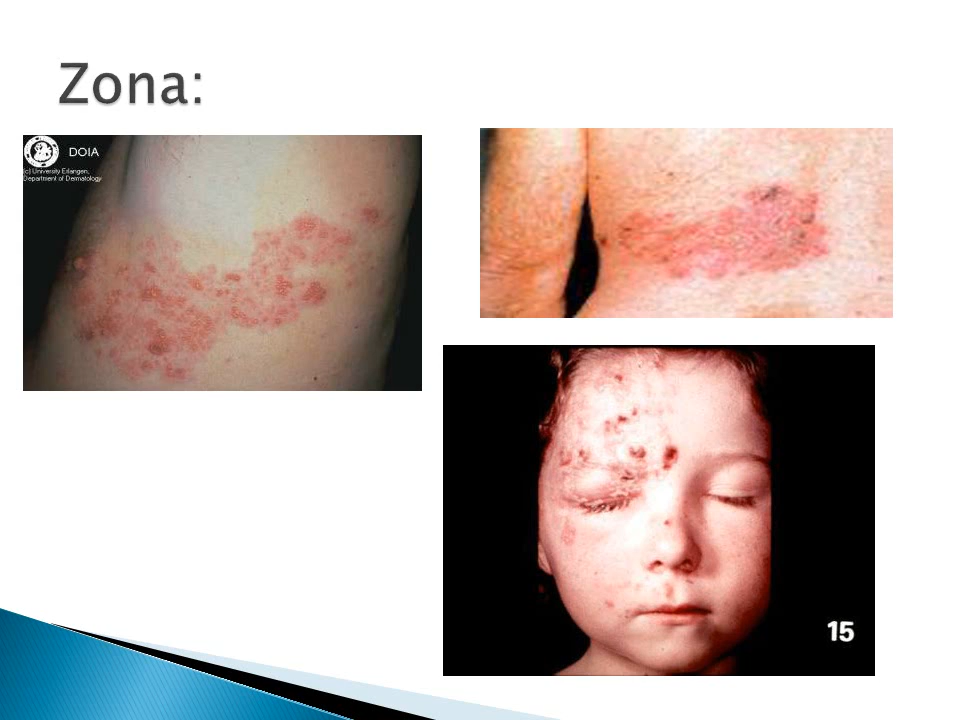 Zona:
DOIA
(c) University Erlangen,
Department of Dermatology
15